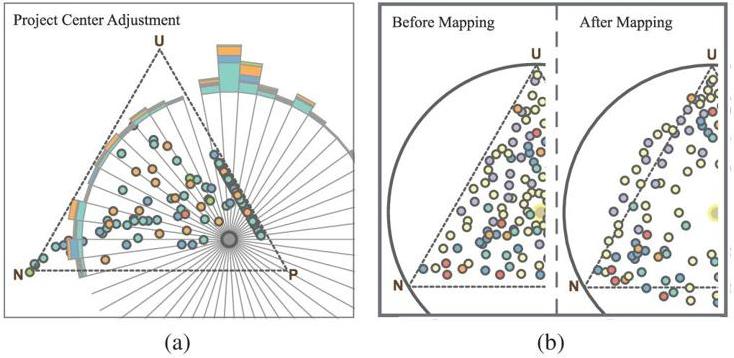 Project Center Adjustment
U
N
P
(a)
Before Mapping
After Mapping
U
U
N
N
(b)